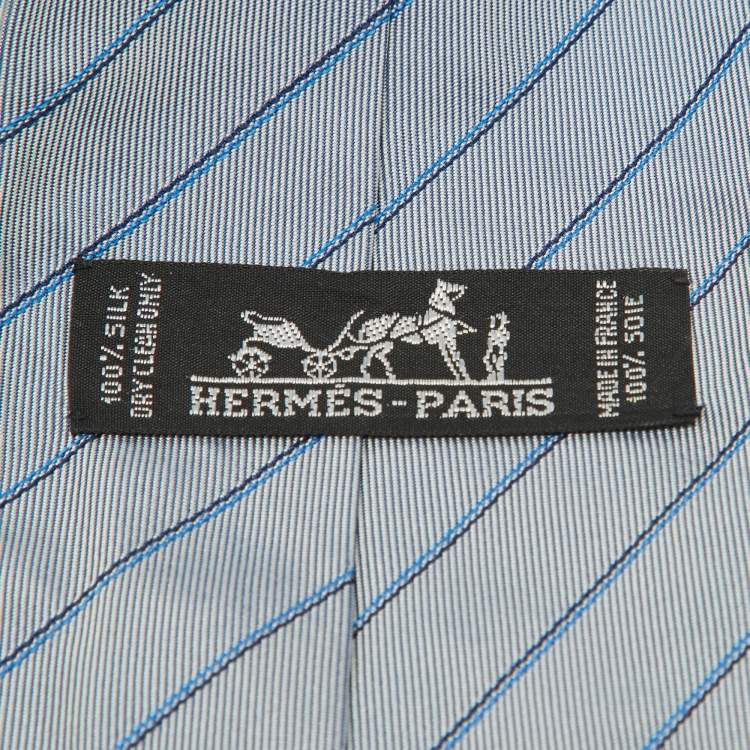 100% SILK
DRY CLEAN ONLY
HERMÈS-PARIS
MADE IN FRANCE
100% SOIE